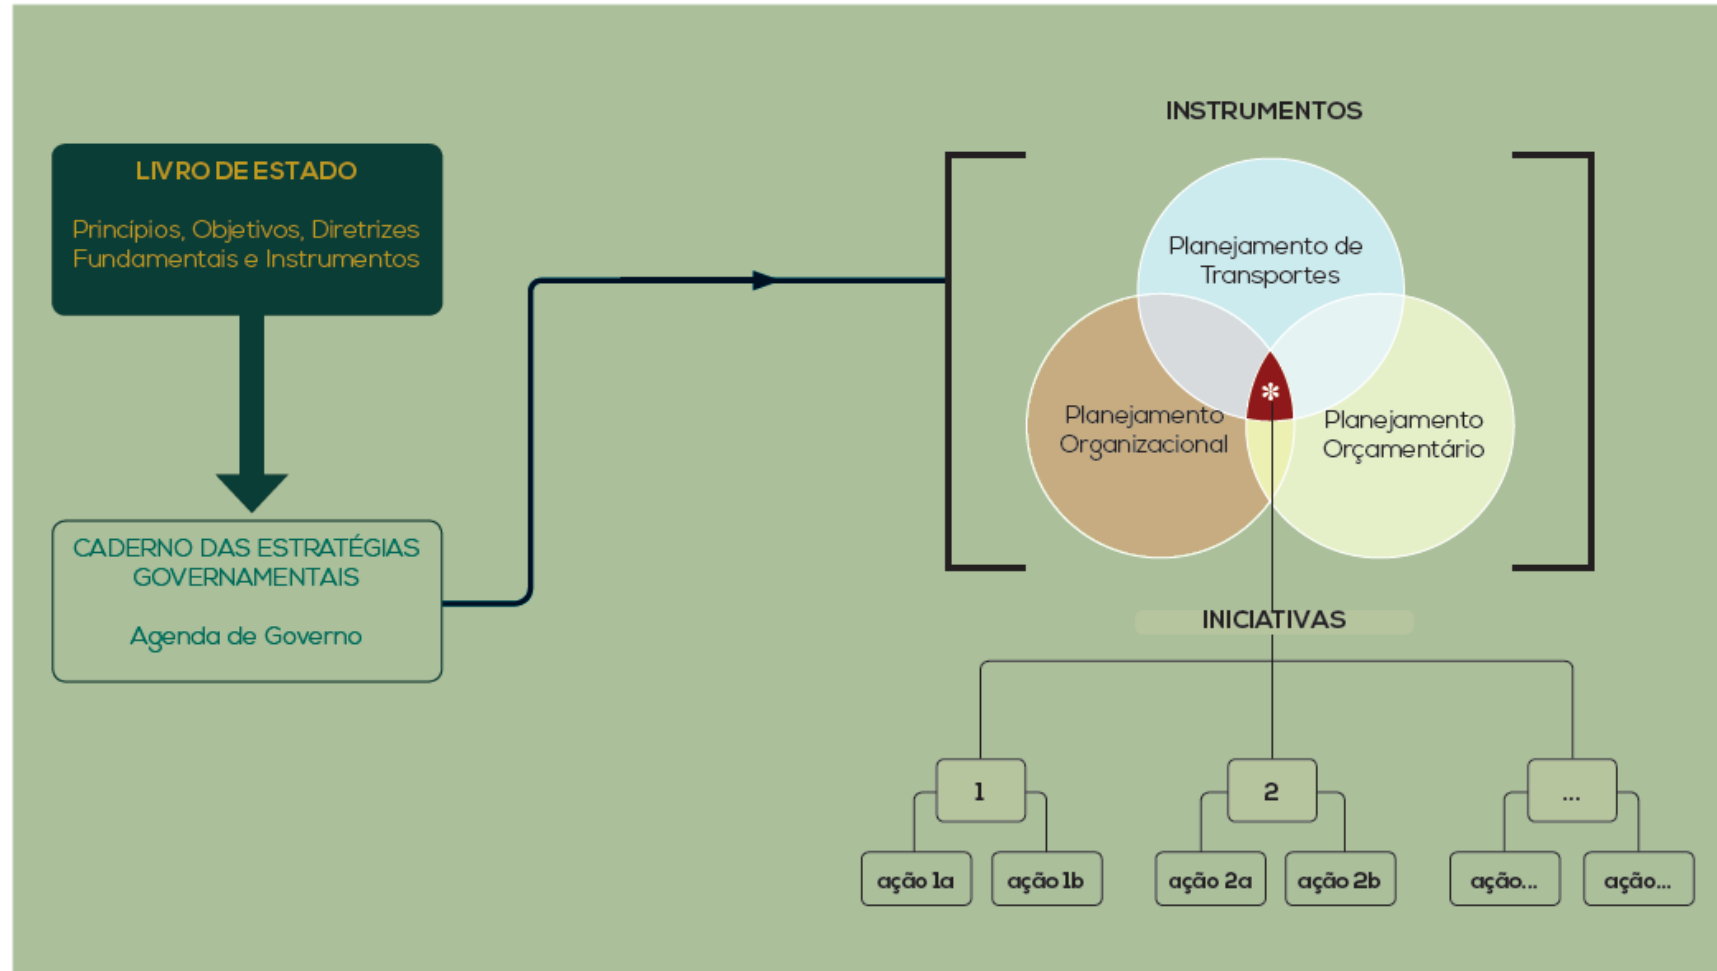 LIVRO DE ESTADO
Princípios, Objetivos, Diretrizes
Fundamentais e Instrumentos
CADERNO DAS ESTRATÉGIAS
GOVERNAMENTAIS
Agenda de Governo
INSTRUMENTOS
Planejamento de
Transportes
*
Planejamento
Organizacional
Planejamento
Orçamentário
INICIATIVAS
1
2
...
ação 1a
ação 1b
ação 2a
ação 2b
ação...
ação...